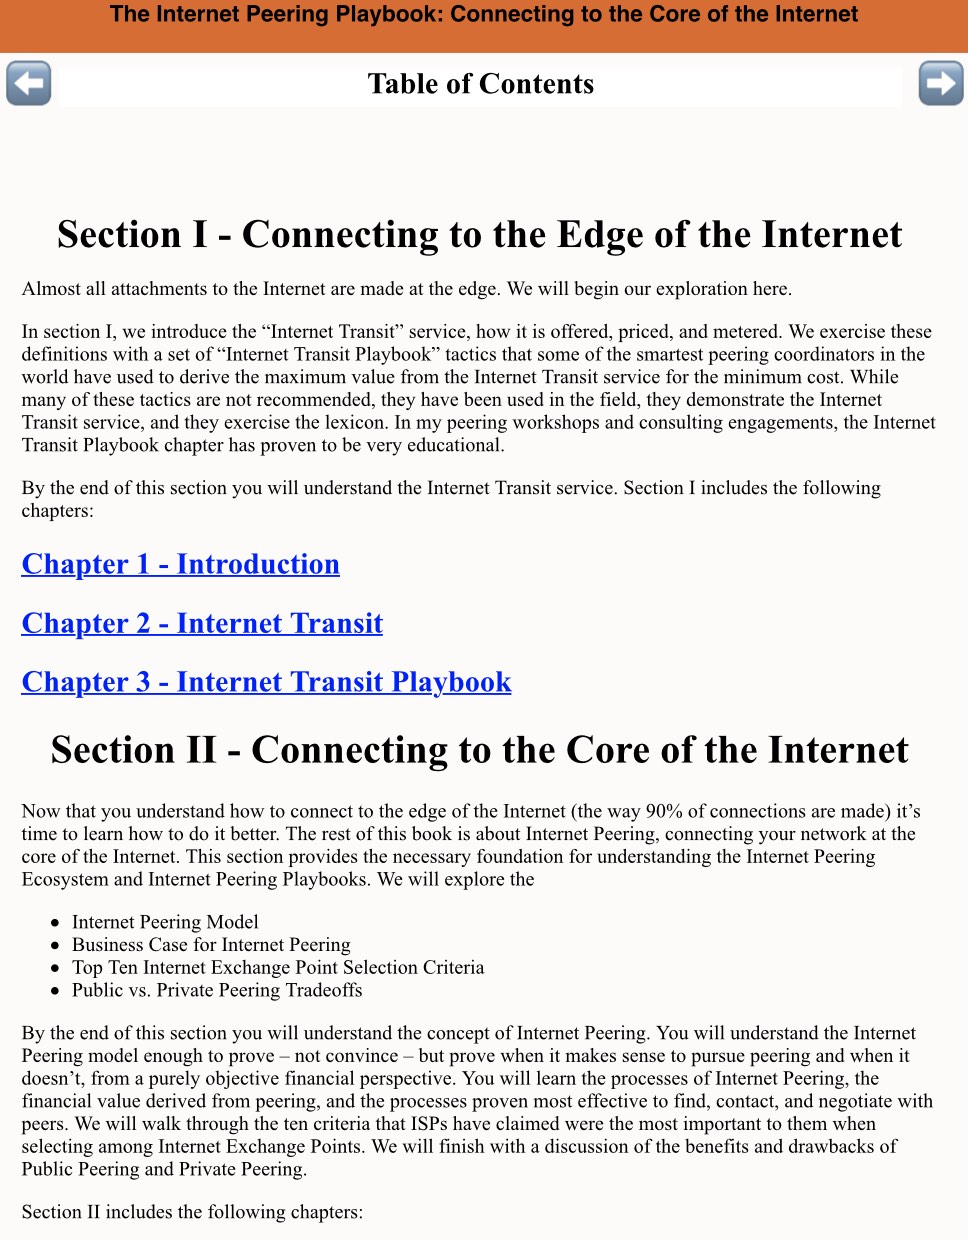 The Internet Peering Playbook: Connecting to the Core of the Internet
Table of Contents
Section I - Connecting to the Edge of the Internet
Almost all attachments to the Internet are made at the edge. We will begin our exploration here.
In section I, we introduce the “Internet Transit” service, how it is offered, priced, and metered. We exercise these
definitions with a set of “Internet Transit Playbook” tactics that some of the smartest peering coordinators in the
world have used to derive the maximum value from the Internet Transit service for the minimum cost. While
many of these tactics are not recommended, they have been used in the field, they demonstrate the Internet
Transit service, and they exercise the lexicon. In my peering workshops and consulting engagements, the Internet
Transit Playbook chapter has proven to be very educational.
By the end of this section you will understand the Internet Transit service. Section I includes the following
chapters:
Chapter 1 - Introduction
Chapter 2 - Internet Transit
Chapter 3 - Internet Transit Playbook
Section II - Connecting to the Core of the Internet
Now that you understand how to connect to the edge of the Internet (the way 90% of connections are made) it’s
time to learn how to do it better. The rest of this book is about Internet Peering, connecting your network at the
core of the Internet. This section provides the necessary foundation for understanding the Internet Peering
Ecosystem and Internet Peering Playbooks. We will explore the
• Internet Peering Model
• Business Case for Internet Peering
• Top Ten Internet Exchange Point Selection Criteria
• Public vs. Private Peering Tradeoffs
By the end of this section you will understand the concept of Internet Peering. You will understand the Internet
Peering model enough to prove – not convince – but prove when it makes sense to pursue peering and when it
doesn’t, from a purely objective financial perspective. You will learn the processes of Internet Peering, the
financial value derived from peering, and the processes proven most effective to find, contact, and negotiate with
peers. We will walk through the ten criteria that ISPs have claimed were the most important to them when
selecting among Internet Exchange Points. We will finish with a discussion of the benefits and drawbacks of
Public Peering and Private Peering.
Section II includes the following chapters: